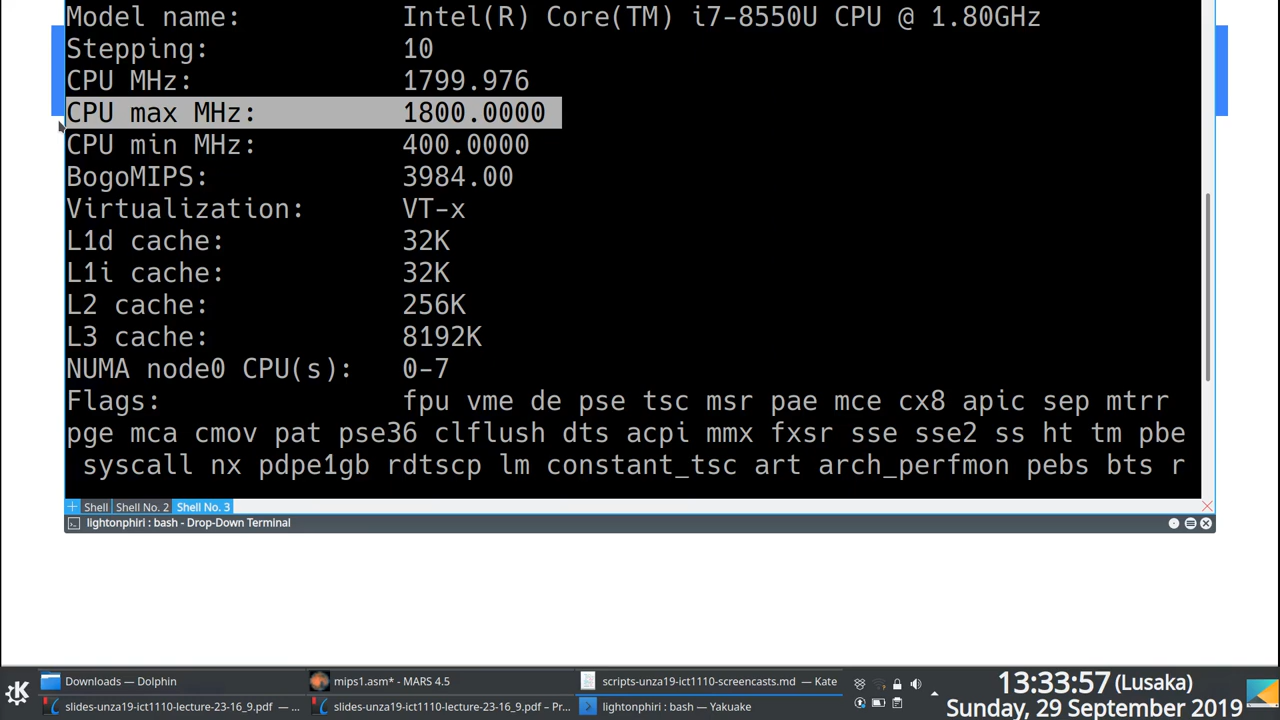 Model name: Intel(R) Core(TM) i7-8550U CPU @ 1.80GHz
Stepping: 10
CPU MHz: 1799.976
CPU max MHz: 1800.0000
CPU min MHz: 400.0000
BogoMIPS: 3984.00
Virtualization: VT-x
L1d cache: 32K
L1i cache: 32K
L2 cache: 256K
L3 cache: 8192K
NUMA node0 CPU(s): 0-7
Flags: fpu vme de pse tsc msr pae mce cx8 apic sep mtrr
pge mca cmov pat pse36 clflush dts acpi mmx fxsr sse sse2 ss ht tm pbe
syscall nx pdpe1gb rdtscp lm constant_tsc art arch_perfmon pebs bts r
Shell Shell No. 2 Shell No. 3
lightonphiri : bash - Drop-Down Terminal
Downloads — Dolphin mips1.asm* - MARS 4.5 scripts-unza19-ict1110-screencasts.md — Kate
slides-unza19-ict1110-lecture-23-16_9.pdf — ... slides-unza19-ict1110-lecture-23-16_9.pdf - Pr... lightonphiri : bash — Yakuake
13:33:57 (Lusaka)
Sunday, 29 September 2019